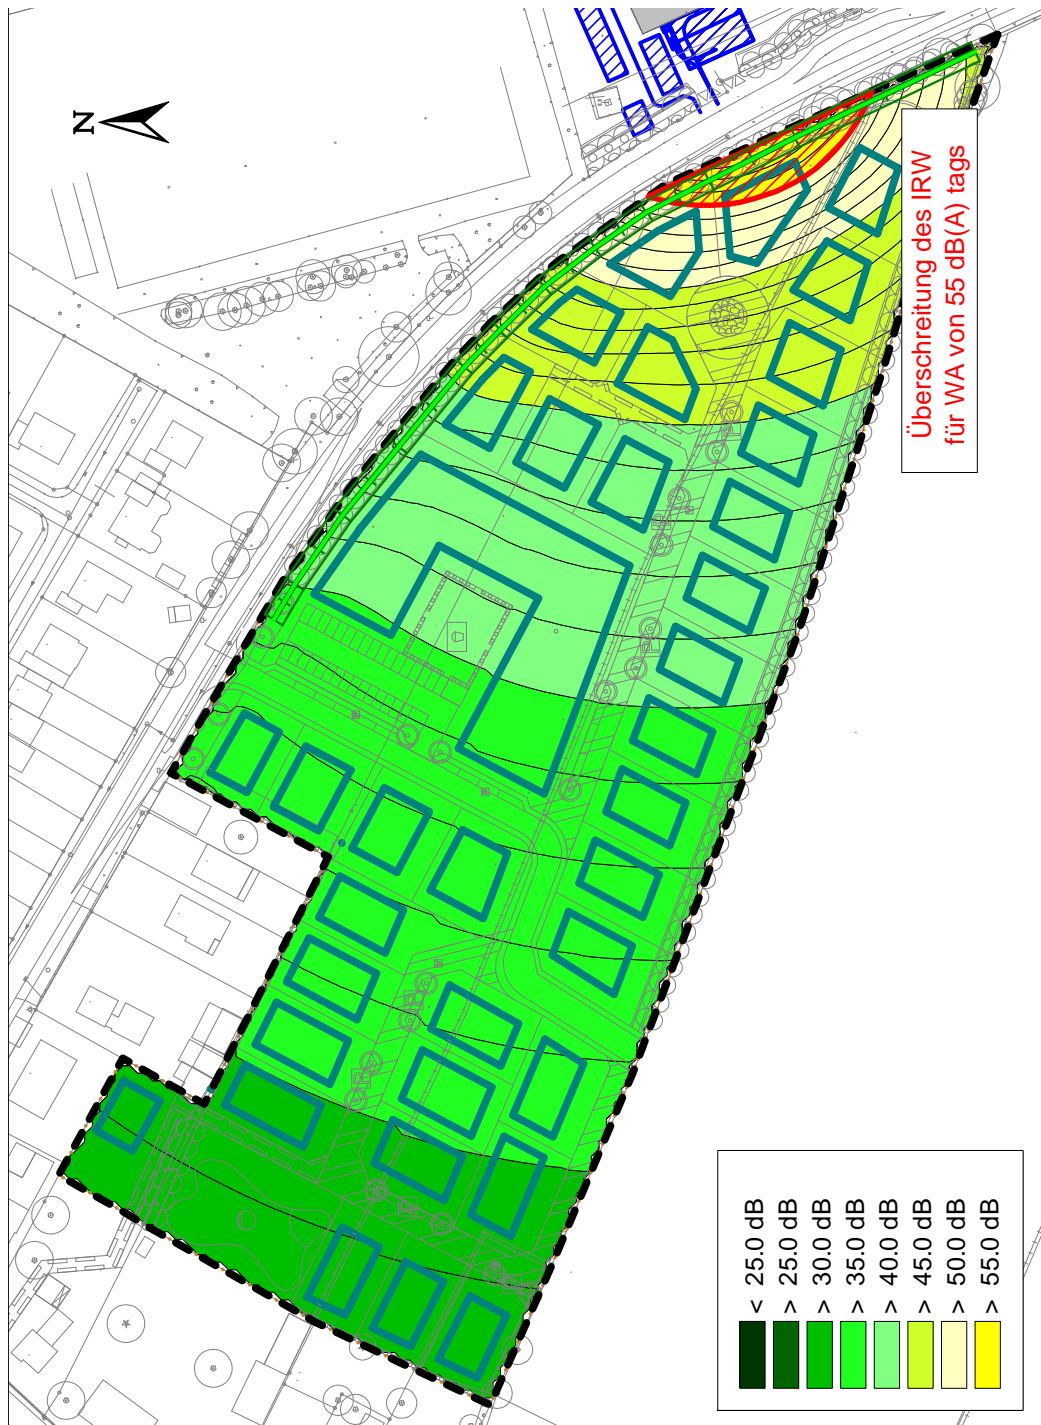 N
Überschreitung des IRW
für WA von 55 dB(A) tags
< 25.0 dB
> 25.0 dB
> 30.0 dB
> 35.0 dB
> 40.0 dB
> 45.0 dB
> 50.0 dB
> 55.0 dB